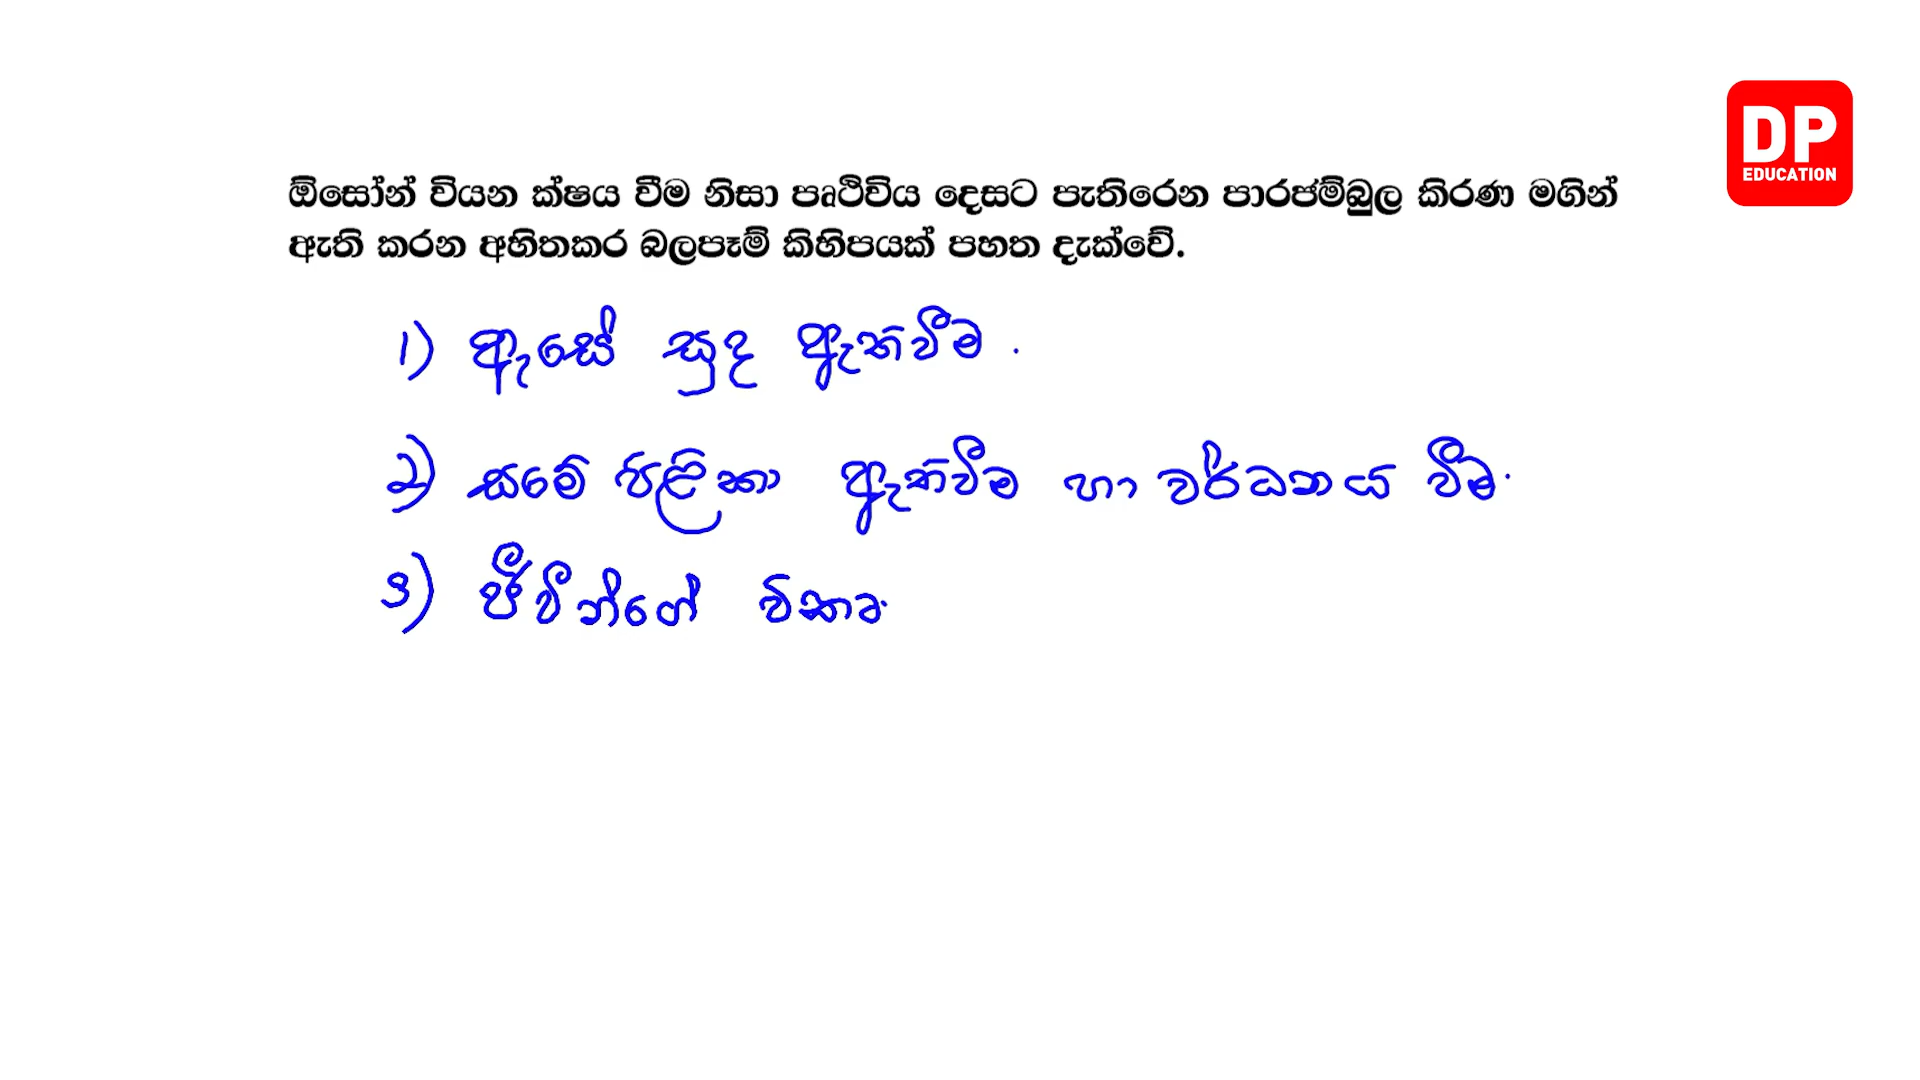 DP
EDUCATION
ඕසෝන් වියන ක්ෂය වීම නිසා පෘථිවිය දෙසට පැතිරෙන පාරජම්බුල කිරණ මගින්
ඇති කරන අහිතකර බලපෑම් කිහිපයක් පහත දැක්වේ.
1) ඇසේ සුද ඇතිවීම.
2) සමේ පිළිකා ඇතිවීම හා වර්ධනය වීම.
3) ජීවීන්ගේ විකෘ